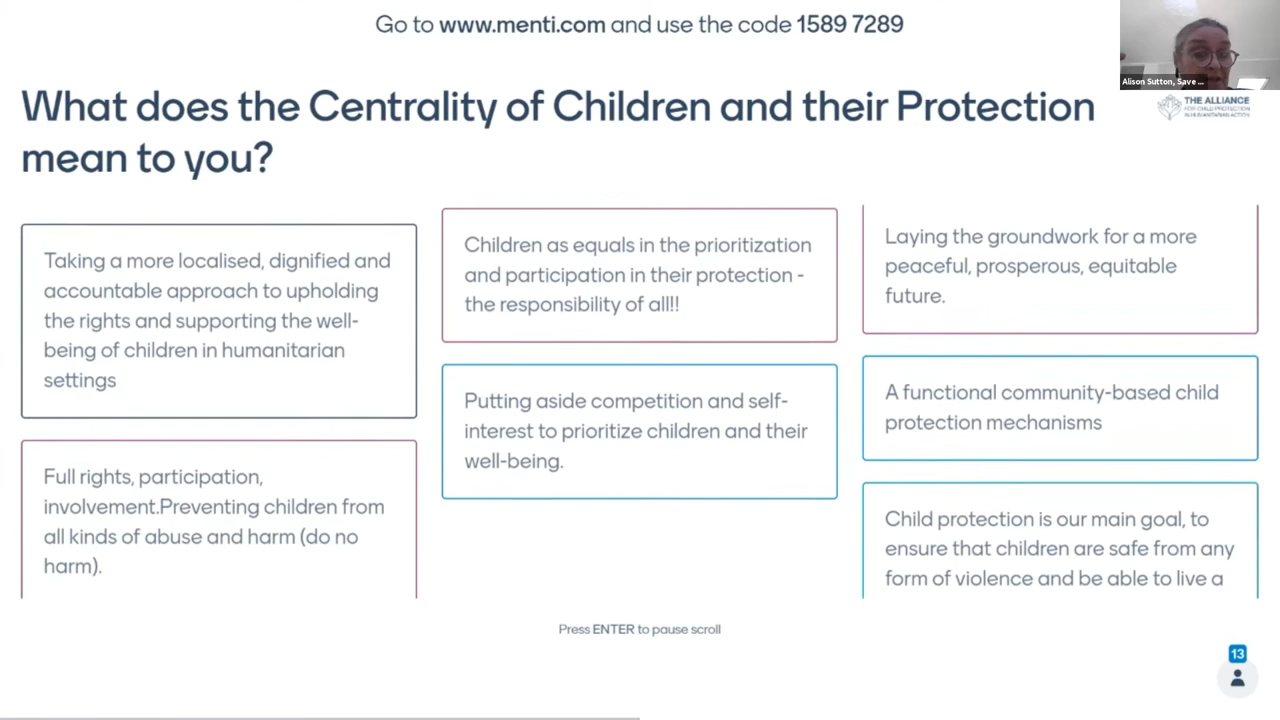 Go to www.menti.com and use the code 1589 7289
Alison Sutton, Save ...
What does the Centrality of Children and their Protection
mean to you?
THE ALLIANCE
FOR CHILD PROTECTION
IN HUMANITARIAN ACTION
Taking a more localised, dignified and
accountable approach to upholding
the rights and supporting the well-
being of children in humanitarian
settings
Full rights, participation,
involvement.Preventing children from
all kinds of abuse and harm (do no
harm).
Children as equals in the prioritization
and participation in their protection -
the responsibility of all!!
Putting aside competition and self-
interest to prioritize children and their
well-being.
Laying the groundwork for a more
peaceful, prosperous, equitable
future.
A functional community-based child
protection mechanisms
Child protection is our main goal, to
ensure that children are safe from any
form of violence and be able to live a
Press ENTER to pause scroll
13